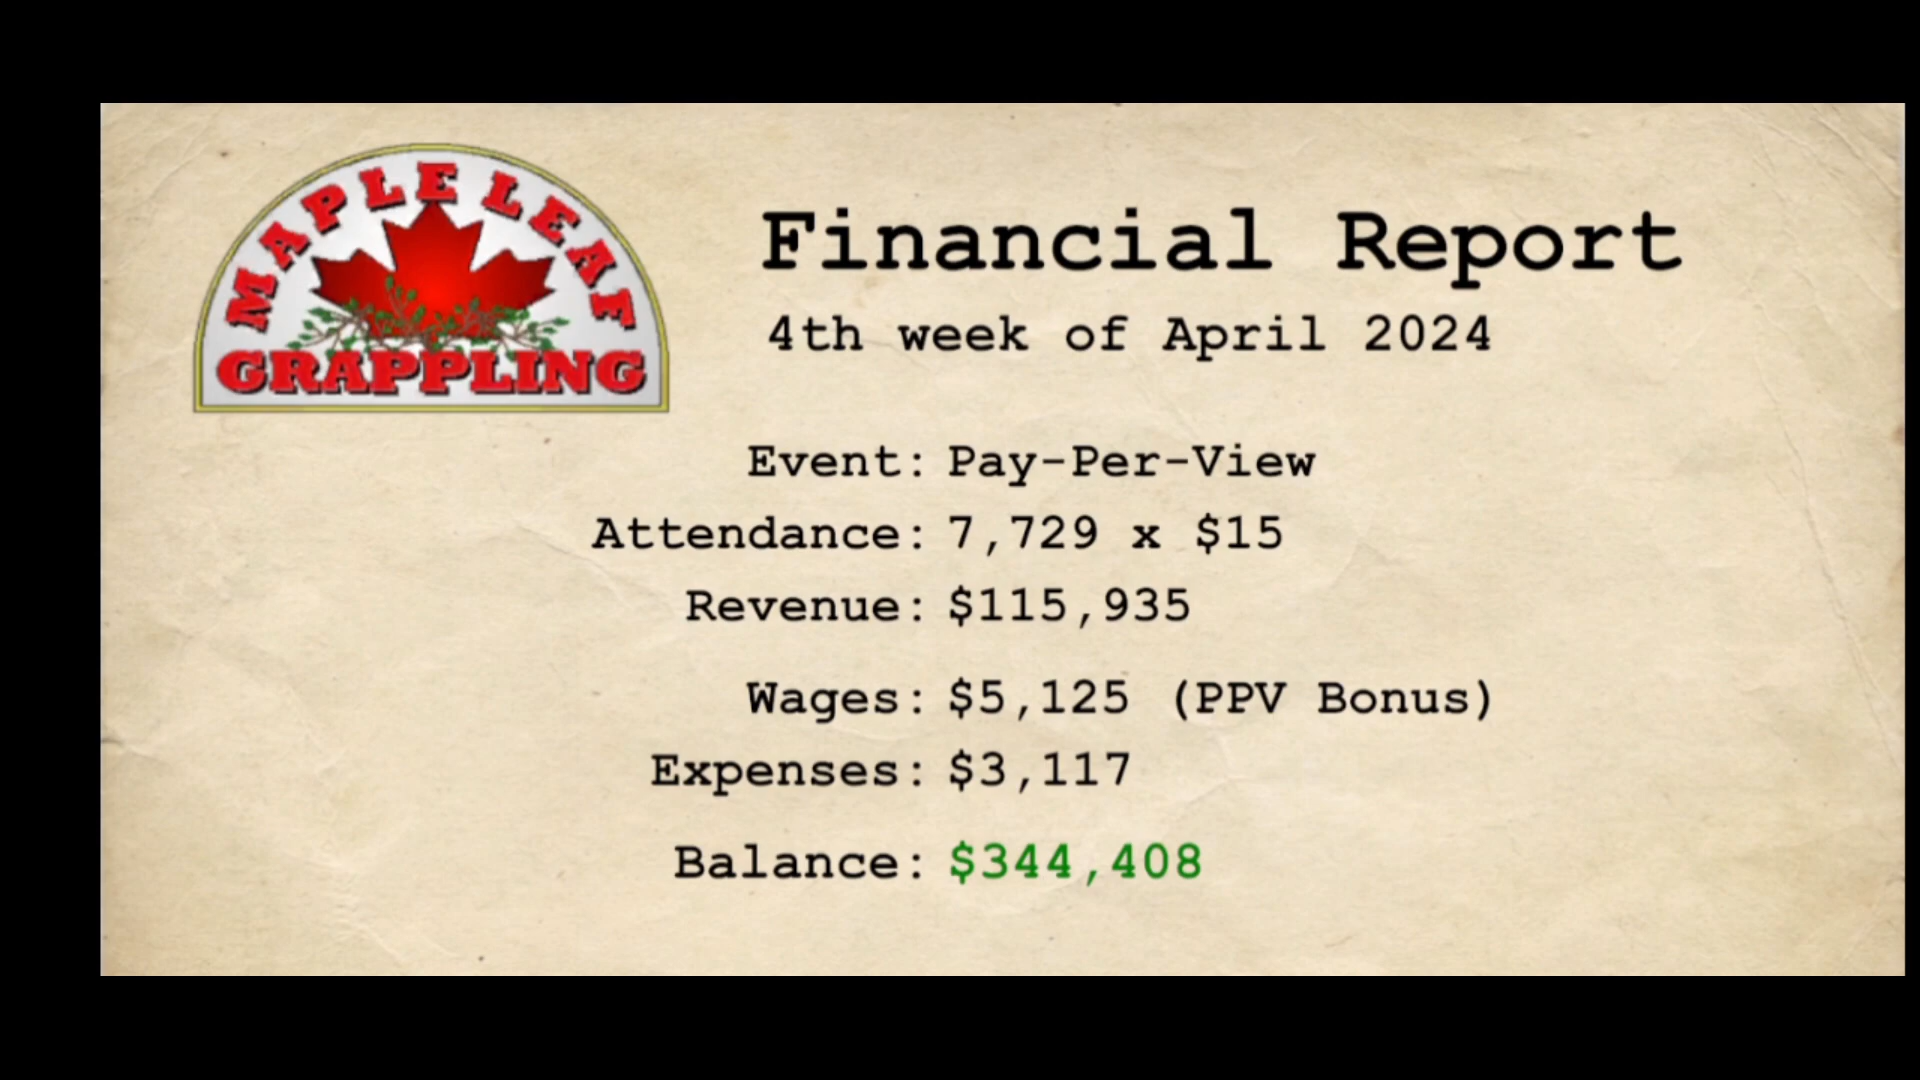 MAPLE LEAF
GRAPPLING
Financial Report
4th week of April 2024
Event: Pay-Per-View
Attendance: 7,729 x $15
Revenue: $115,935
Wages: $5,125 (PPV Bonus)
Expenses: $3,117
Balance: $344,408